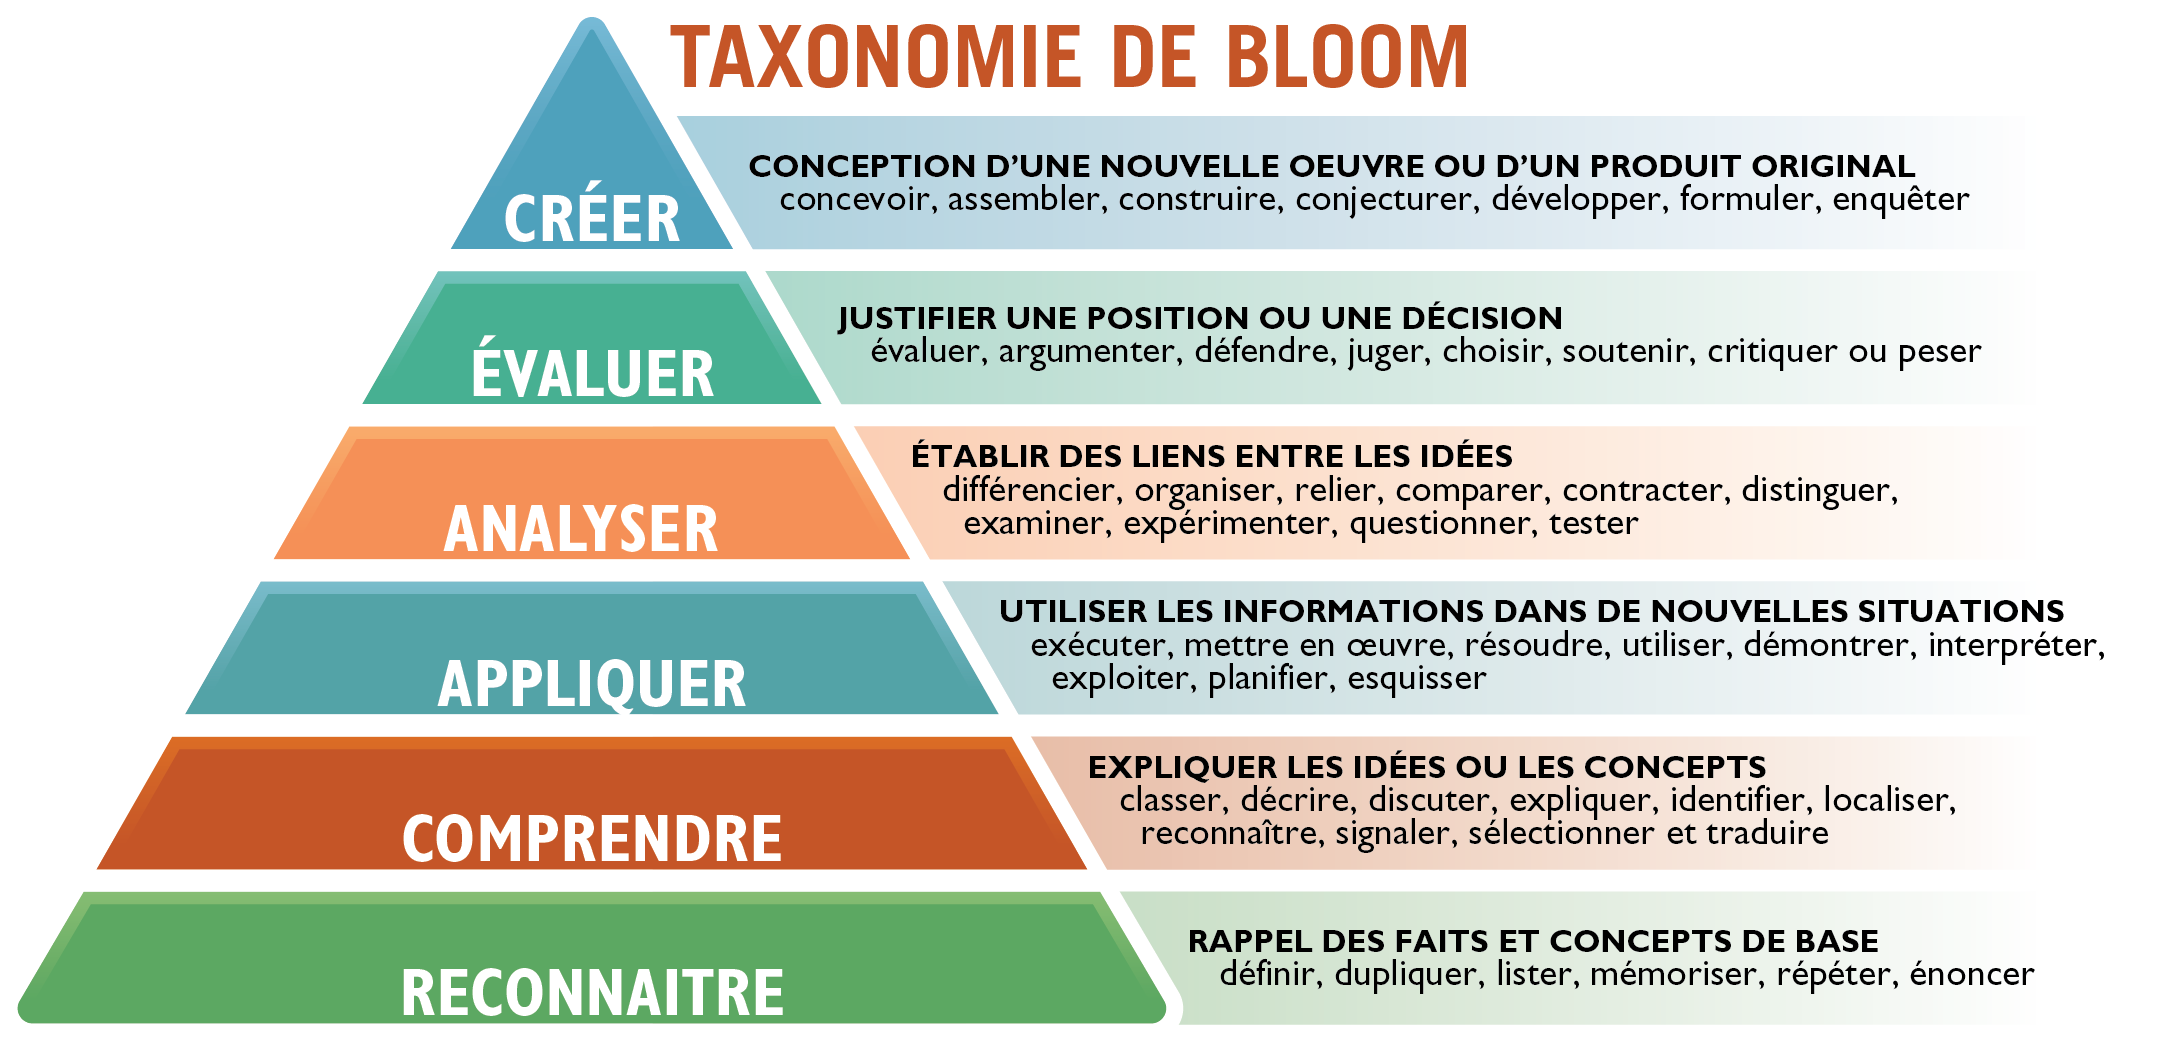 TAXONOMIE DE BLOOM
CRÉER
CONCEPTION D’UNE NOUVELLE OEUVRE OU D’UN PRODUIT ORIGINAL
concevoir, assembler, construire, conjecturer, développer, formuler, enquêter
ÉVALUER
JUSTIFIER UNE POSITION OU UNE DÉCISION
évaluer, argumenter, défendre, juger, choisir, soutenir, critiquer ou peser
ANALYSER
ÉTABLIR DES LIENS ENTRE LES IDÉES
différencier, organiser, relier, comparer, contracter, distinguer,
examiner, expérimenter, questionner, tester
APPLIQUER
UTILISER LES INFORMATIONS DANS DE NOUVELLES SITUATIONS
exécuter, mettre en œuvre, résoudre, utiliser, démontrer, interpréter,
exploiter, planifier, esquisser
COMPRENDRE
EXPLIQUER LES IDÉES OU LES CONCEPTS
classer, décrire, discuter, expliquer, identifier, localiser,
reconnaître, signaler, sélectionner et traduire
RECONNAITRE
RAPPEL DES FAITS ET CONCEPTS DE BASE
définir, dupliquer, lister, mémoriser, répéter, énoncer